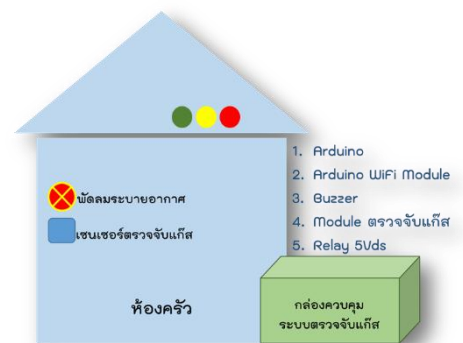 1. Arduino
2. Arduino WiFi Module
3. Buzzer
4. Module ตรวจจับแก๊ส
5. Relay 5Vds
พัดลมระบายอากาศ
เซนเซอร์ตรวจจับแก๊ส
ห้องครัว
กล่องควบคุม
ระบบตรวจจับแก๊ส